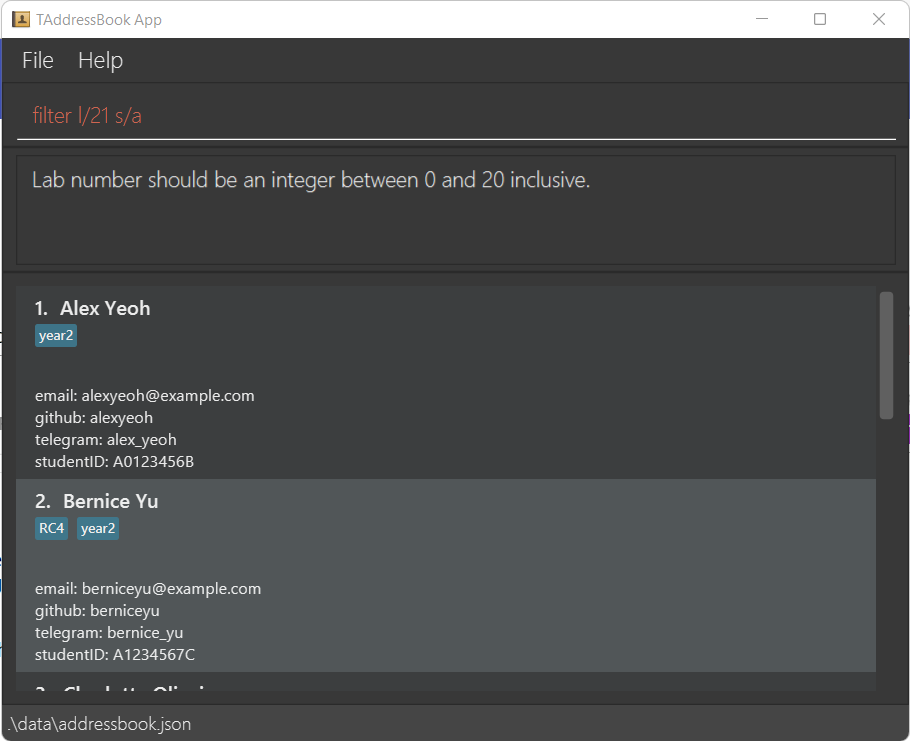 TAddressBook App
File Help
filter l/21 s/a
Lab number should be an integer between 0 and 20 inclusive.
1. Alex Yeoh
year2
email: alexyeoh@example.com
github: alexyeoh
telegram: alex_yeoh
studentID: A0123456B
2. Bernice Yu
RC4 year2
email: berniceyu@example.com
github: berniceyu
telegram: bernice_yu
studentID: A1234567C
.\data\addressbook.json